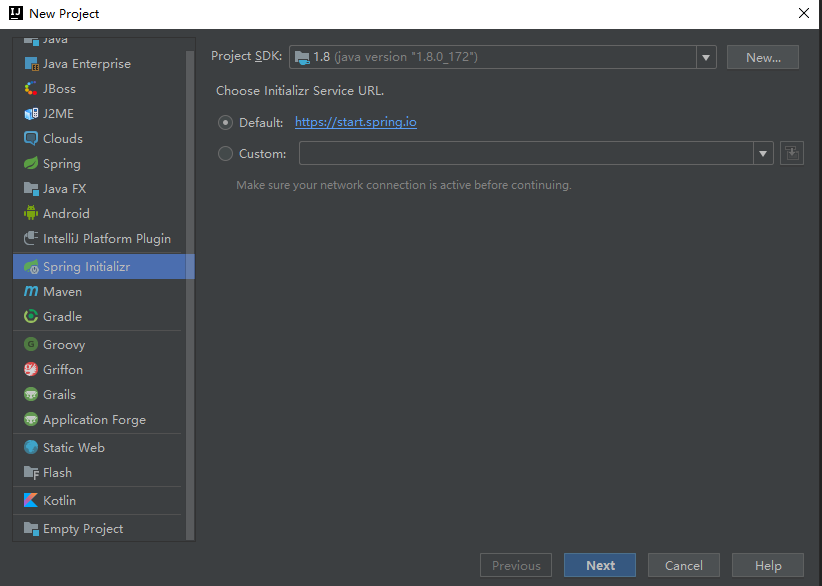 New Project
Java
Java Enterprise
JBoss
J2ME
Clouds
Spring
Java FX
Android
IntelliJ Platform Plugin
Spring Initializr
Maven
Gradle
Groovy
Griffon
Grails
Application Forge
Static Web
Flash
Kotlin
Empty Project
Project SDK: 1.8 (java version "1.8.0_172") New...
Choose Initializr Service URL.
Default: https://start.spring.io
Custom:
Make sure your network connection is active before continuing.
Previous Next Cancel Help